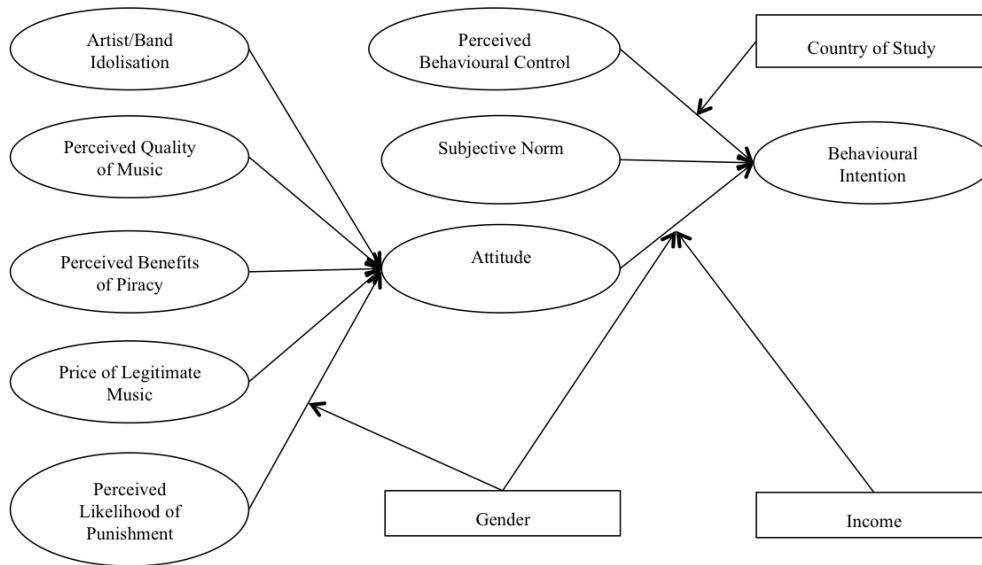 Artist/Band
Idolisation
Perceived Quality
of Music
Perceived Benefits
of Piracy
Price of Legitimate
Music
Perceived
Likelihood of
Punishment
Perceived
Behavioural Control
Subjective Norm
Attitude
Gender
Country of Study
Behavioural
Intention
Income